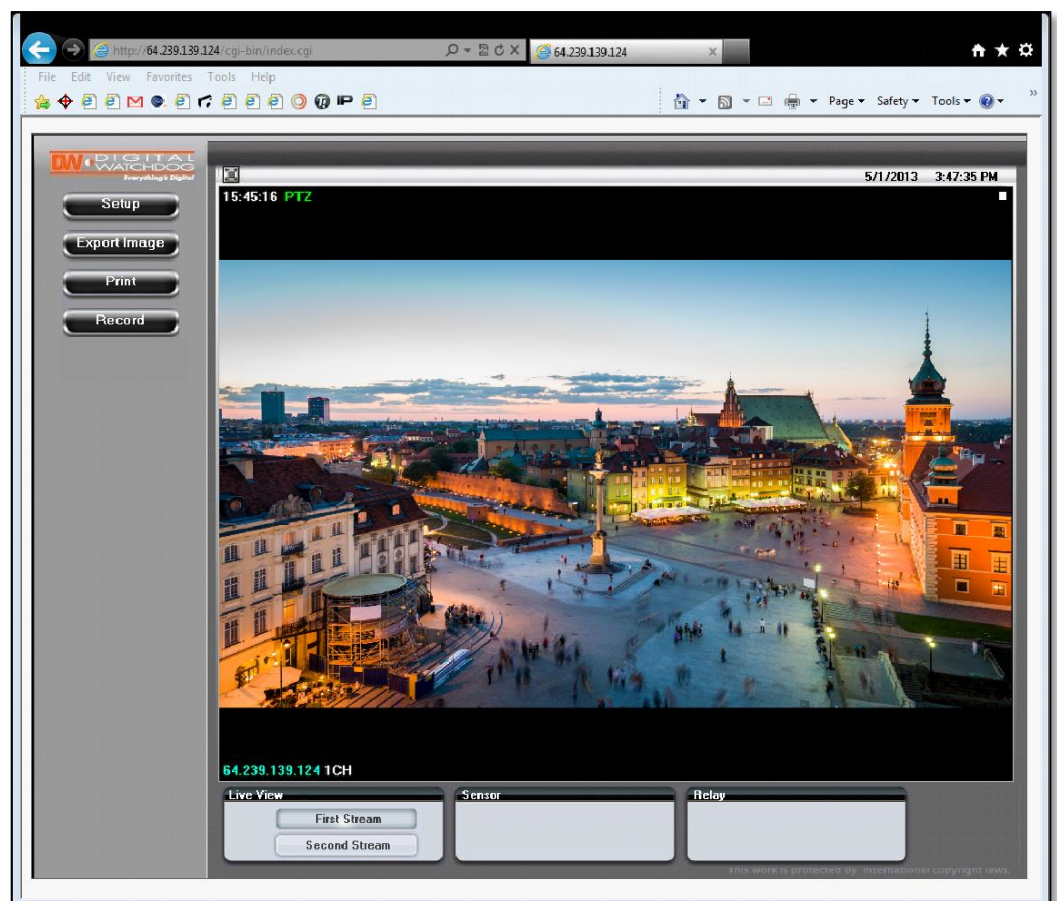 http://64.239.139.124/cgi-bin/index.cgi
64.239.139.124
File Edit View Favorites Tools Help
Page Safety Tools
DW DIGITAL WATCHDOG
Everything's Digital
5/1/2013 3:47:35 PM
Setup
Export Image
Print
Record
15:45:16 PTZ
64.239.139.124 1CH
Live View
First Stream
Second Stream
Sensor
Relay
This work is protected by international copyright laws.